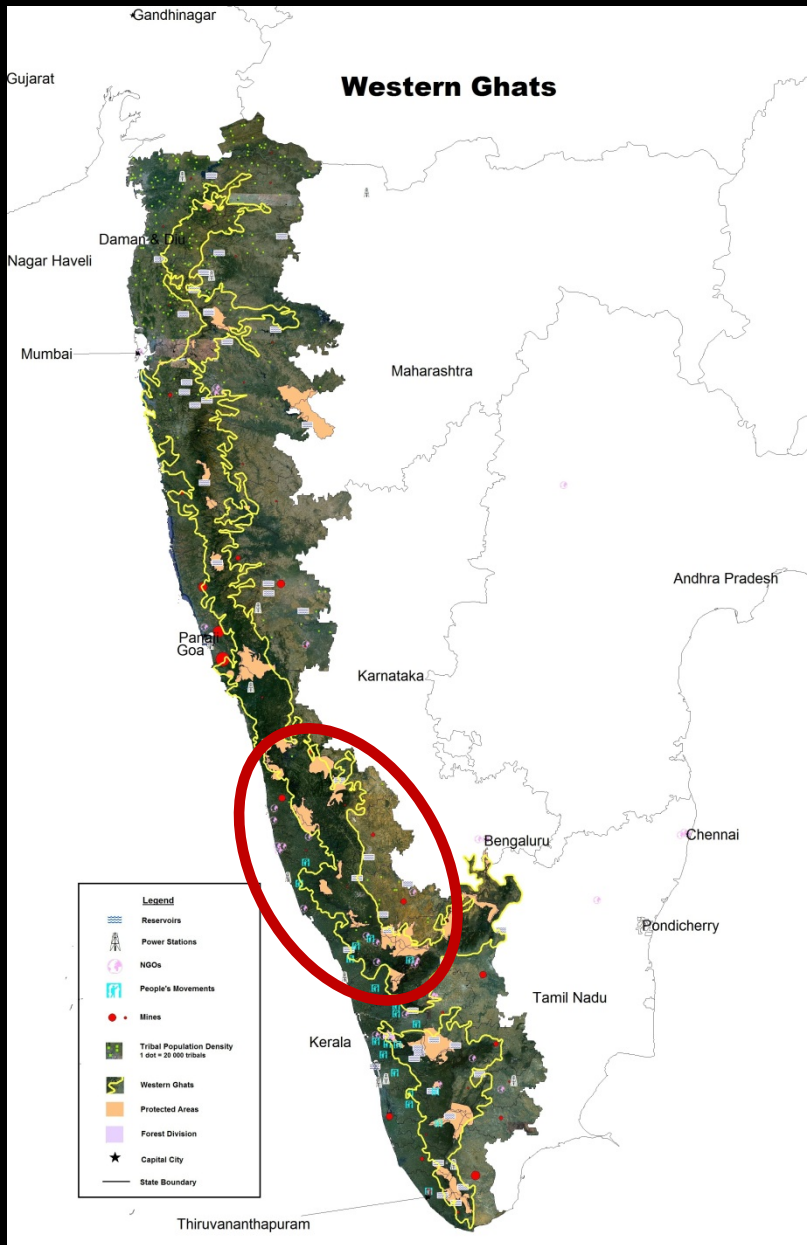 Gandhinagar
Gujarat
Western Ghats
Daman & Diu
Nagar Haveli
Mumbai
Maharashtra
Andhra Pradesh
Panaji
Goa
Karnataka
Bengaluru
Chennai
Pondicherry
Tamil Nadu
Kerala
Thiruvananthapuram
Legend
Reservoirs
Power Stations
NGOs
People's Movements
Mines
Tribal Population Density
1 dot = 20 000 tribals
Western Ghats
Protected Areas
Forest Division
Capital City
State Boundary